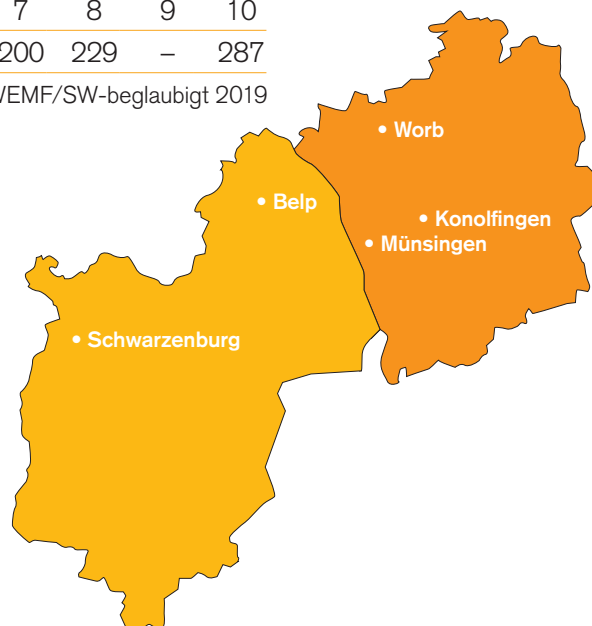 7 8 9 10
200 229 – 287
WEMF/SW-beglaubigt 2019
Worb
Belp
Konolfingen
Münsingen
Schwarzenburg